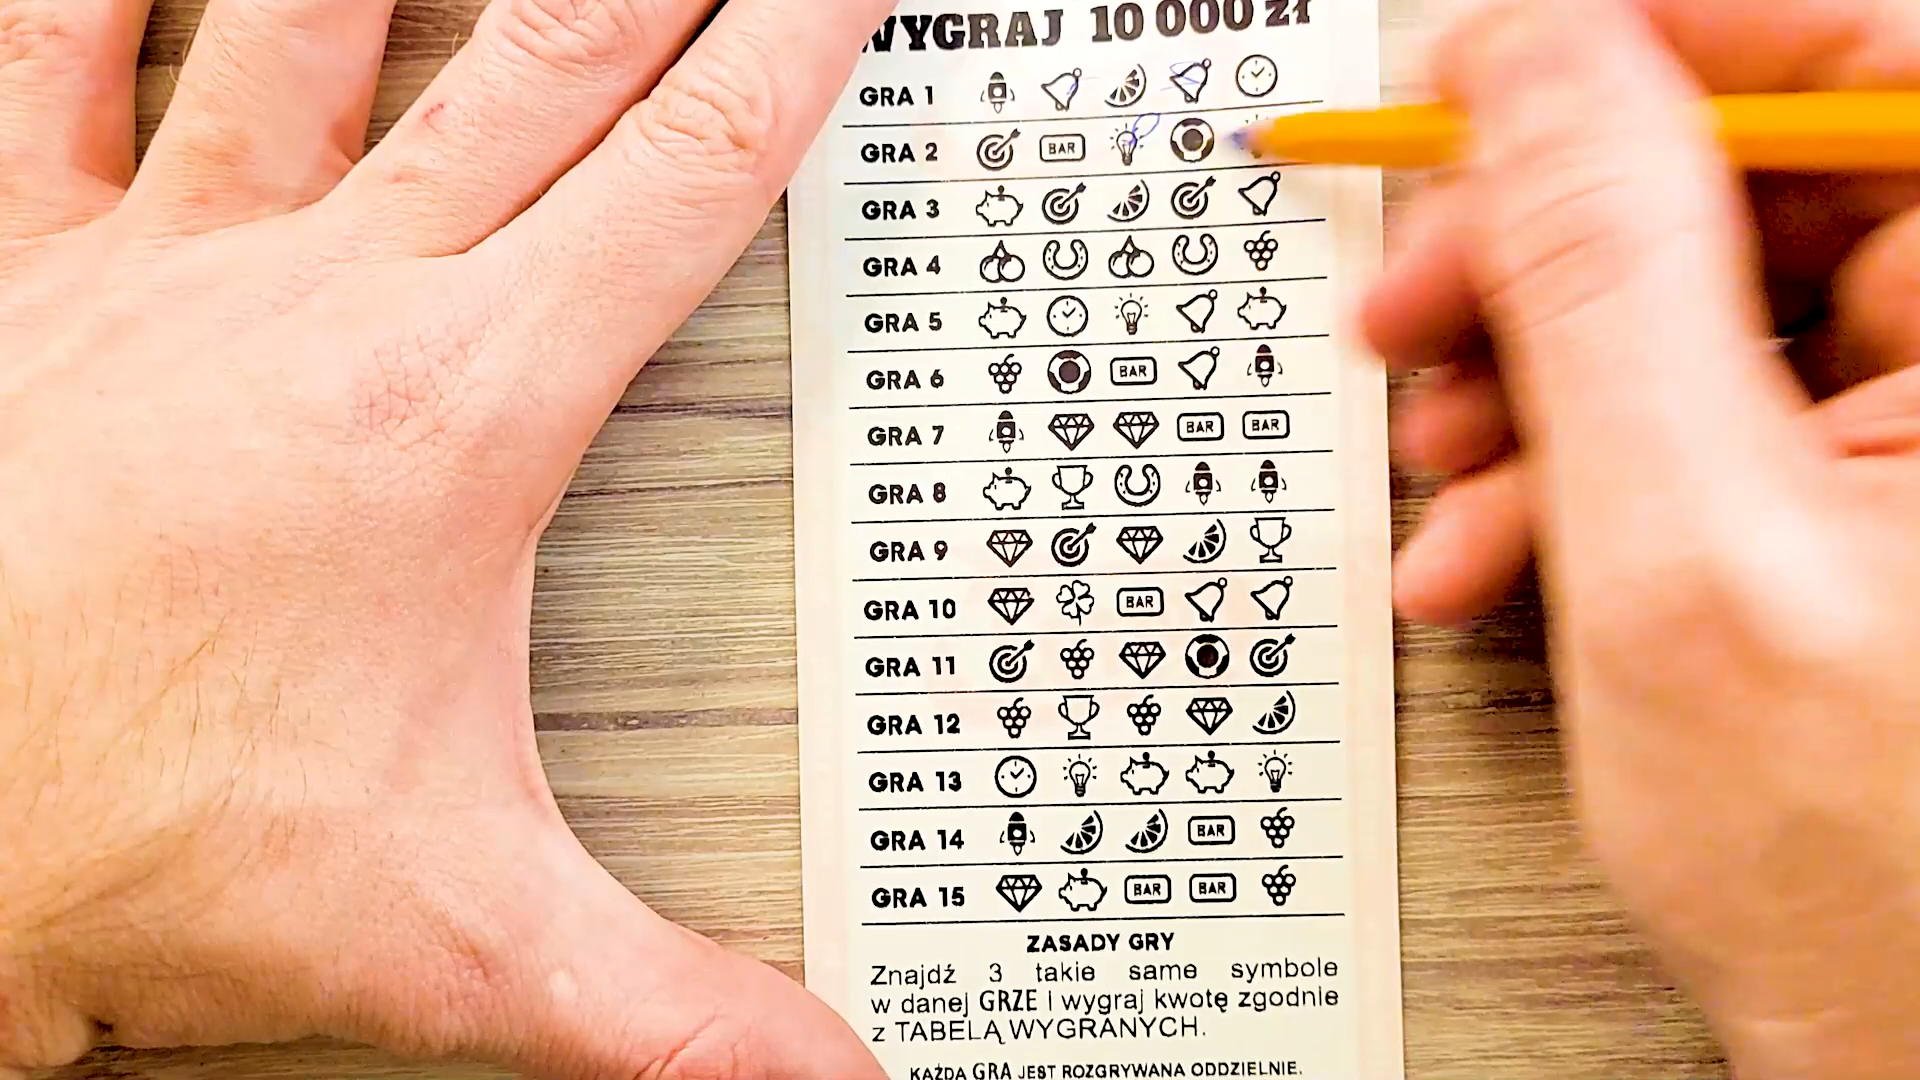 WYGRAJ 10 000 zł
GRA 1
GRA 2 BAR
GRA 3
GRA 4
GRA 5
GRA 6 BAR
GRA 7 BAR BAR
GRA 8
GRA 9
GRA 10 BAR
GRA 11
GRA 12
GRA 13
GRA 14 BAR
GRA 15 BAR BAR
ZASADY GRY
Znajdź 3 takie same symbole
w danej GRZE i wygraj kwotę zgodnie
z TABELĄ WYGRANYCH.
KAŻDA GRA JEST ROZGRYWANA ODDZIELNIE.